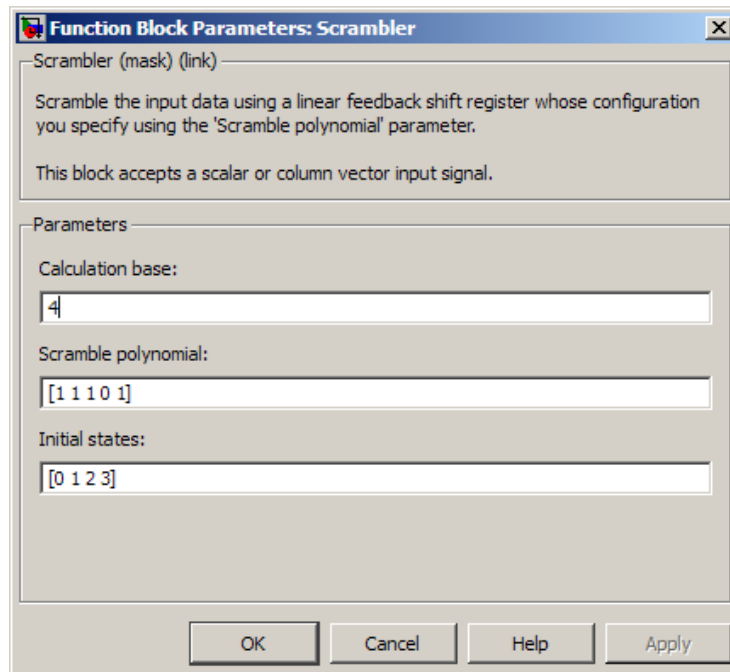 Function Block Parameters: Scrambler
Scrambler (mask) (link)
Scramble the input data using a linear feedback shift register whose configuration
you specify using the 'Scramble polynomial' parameter.
This block accepts a scalar or column vector input signal.
Parameters
Calculation base:
4
Scramble polynomial:
[1 1 1 0 1]
Initial states:
[0 1 2 3]
OK Cancel Help Apply